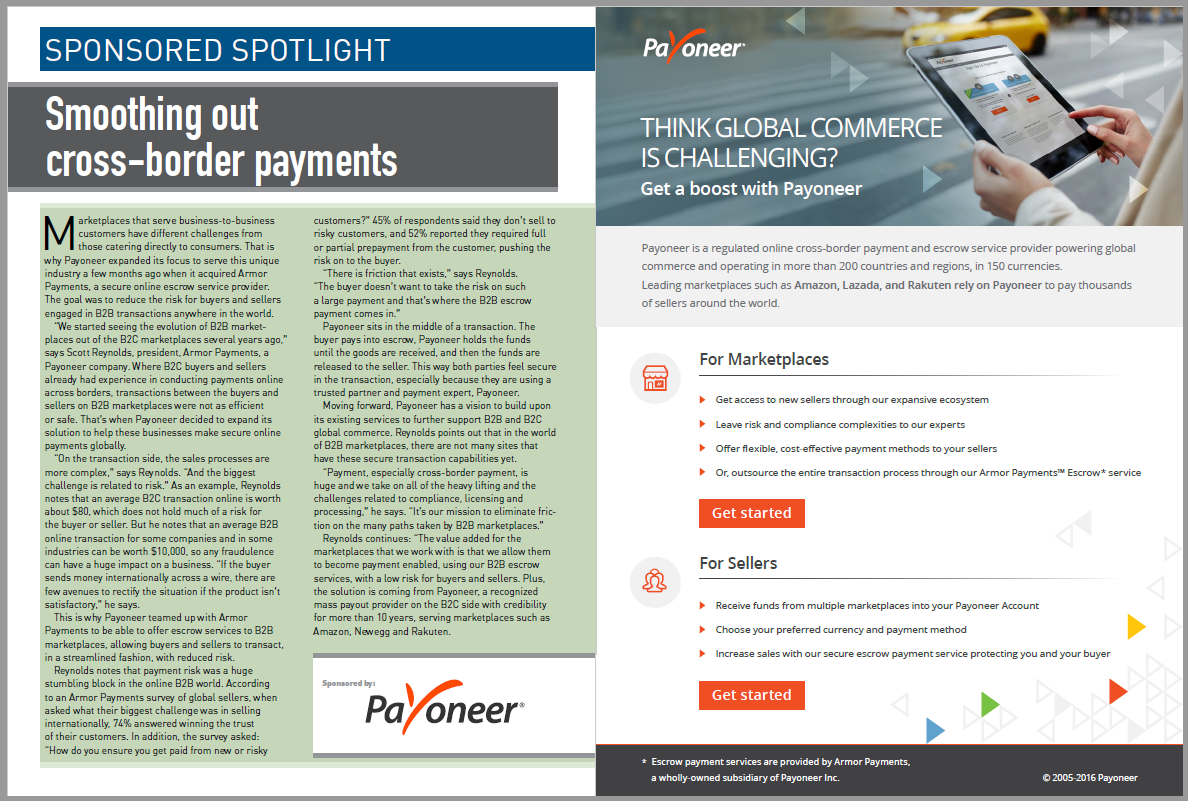 SPONSORED SPOTLIGHT
Smoothing out
cross-border payments
Marketplaces that serve business-to-business
customers have different challenges from
those catering directly to consumers. That is
why Payoneer expanded its focus to serve this unique
industry a few months ago when it acquired Armor
Payments, a secure online escrow service provider.
The goal was to reduce the risk for buyers and sellers
engaged in B2B transactions anywhere in the world.
"We started seeing the evolution of B2B market-
places out of the B2C marketplaces several years ago,"
says Scott Reynolds, president, Armor Payments, a
Payoneer company. Where B2C buyers and sellers
already had experience in conducting payments online
across borders, transactions between the buyers and
sellers on B2B marketplaces were not as efficient
or safe. That's when Payoneer decided to expand its
solution to help these businesses make secure online
payments globally.
"On the transaction side, the sales processes are
more complex," says Reynolds. "And the biggest
challenge is related to risk." As an example, Reynolds
notes that an average B2C transaction online is worth
about $80, which does not hold much of a risk for
the buyer or seller. But he notes that an average B2B
online transaction for some companies and in some
industries can be worth $10,000, so any fraudulence
can have a huge impact on a business. "If the buyer
sends money internationally across a wire, there are
few avenues to rectify the situation if the product isn't
satisfactory," he says.
This is why Payoneer teamed up with Armor
Payments to be able to offer escrow services to B2B
marketplaces, allowing buyers and sellers to transact,
in a streamlined fashion, with reduced risk.
Reynolds notes that payment risk was a huge
stumbling block in the online B2B world. According
to an Armor Payments survey of global sellers, when
asked what their biggest challenge was in selling
internationally, 74% answered winning the trust
of their customers. In addition, the survey asked:
"How do you ensure you get paid from new or risky
customers?" 45% of respondents said they don't sell to
risky customers, and 52% reported they required full
or partial prepayment from the customer, pushing the
risk on to the buyer.
"There is friction that exists," says Reynolds.
"The buyer doesn't want to take the risk on such
a large payment and that's where the B2B escrow
payment comes in."
Payoneer sits in the middle of a transaction. The
buyer pays into escrow, Payoneer holds the funds
until the goods are received, and then the funds are
released to the seller. This way both parties feel secure
in the transaction, especially because they are using a
trusted partner and payment expert, Payoneer.
Moving forward, Payoneer has a vision to build upon
its existing services to further support B2B and B2C
global commerce. Reynolds points out that in the world
of B2B marketplaces, there are not many sites that
have these secure transaction capabilities yet.
"Payment, especially cross-border payment, is
huge and we take on all of the heavy lifting and the
challenges related to compliance, licensing and
processing," he says. "It's our mission to eliminate fric-
tion on the many paths taken by B2B marketplaces."
Reynolds continues: "The value added for the
marketplaces that we work with is that we allow them
to become payment enabled, using our B2B escrow
services, with a low risk for buyers and sellers. Plus,
the solution is coming from Payoneer, a recognized
mass payout provider on the B2C side with credibility
for more than 10 years, serving marketplaces such as
Amazon, Newegg and Rakuten.
Sponsored by:
Payoneer®
Payoneer®
THINK GLOBAL COMMERCE
IS CHALLENGING?
Get a boost with Payoneer
Payoneer is a regulated online cross-border payment and escrow service provider powering global
commerce and operating in more than 200 countries and regions, in 150 currencies.
Leading marketplaces such as Amazon, Lazada, and Rakuten rely on Payoneer to pay thousands
of sellers around the world.
For Marketplaces
Get access to new sellers through our expansive ecosystem
Leave risk and compliance complexities to our experts
Offer flexible, cost-effective payment methods to your sellers
Or, outsource the entire transaction process through our Armor Payments™ Escrow* service
Get started
For Sellers
Receive funds from multiple marketplaces into your Payoneer Account
Choose your preferred currency and payment method
Increase sales with our secure escrow payment service protecting you and your buyer
Get started
* Escrow payment services are provided by Armor Payments,
a wholly-owned subsidiary of Payoneer Inc.
© 2005-2016 Payoneer